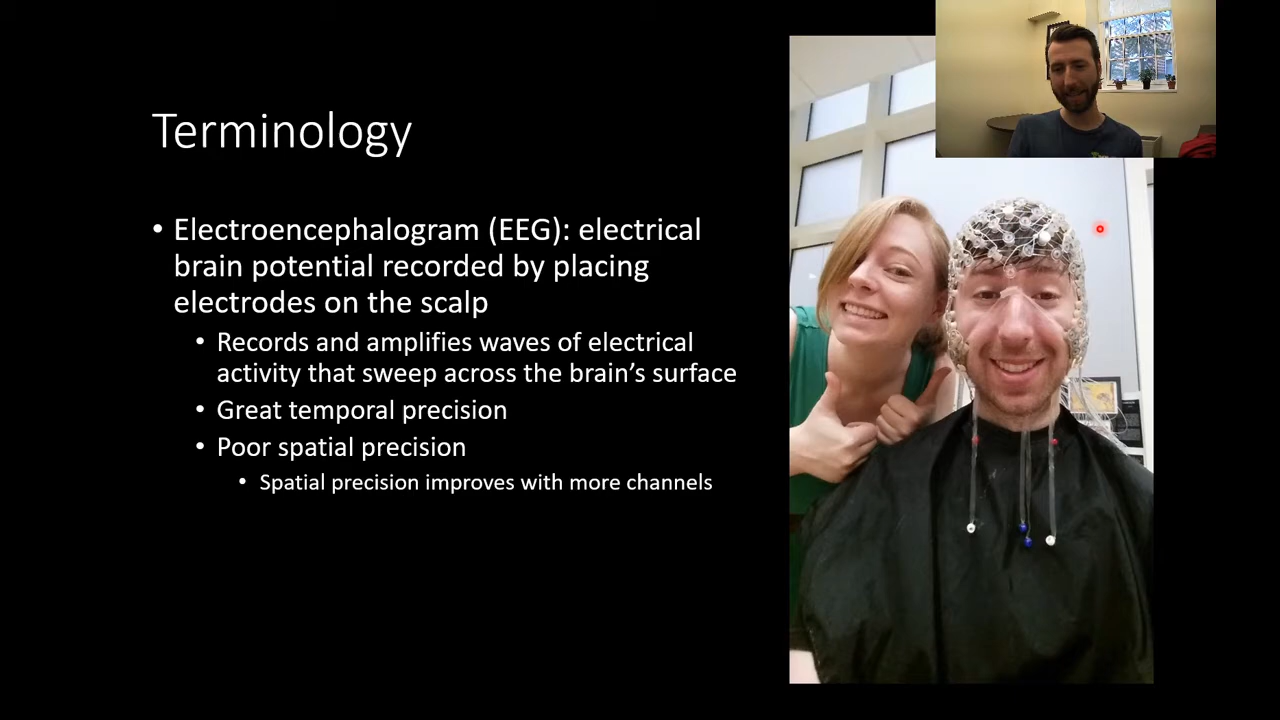 Terminology
• Electroencephalogram (EEG): electrical
brain potential recorded by placing
electrodes on the scalp
• Records and amplifies waves of electrical
activity that sweep across the brain’s surface
• Great temporal precision
• Poor spatial precision
• Spatial precision improves with more channels